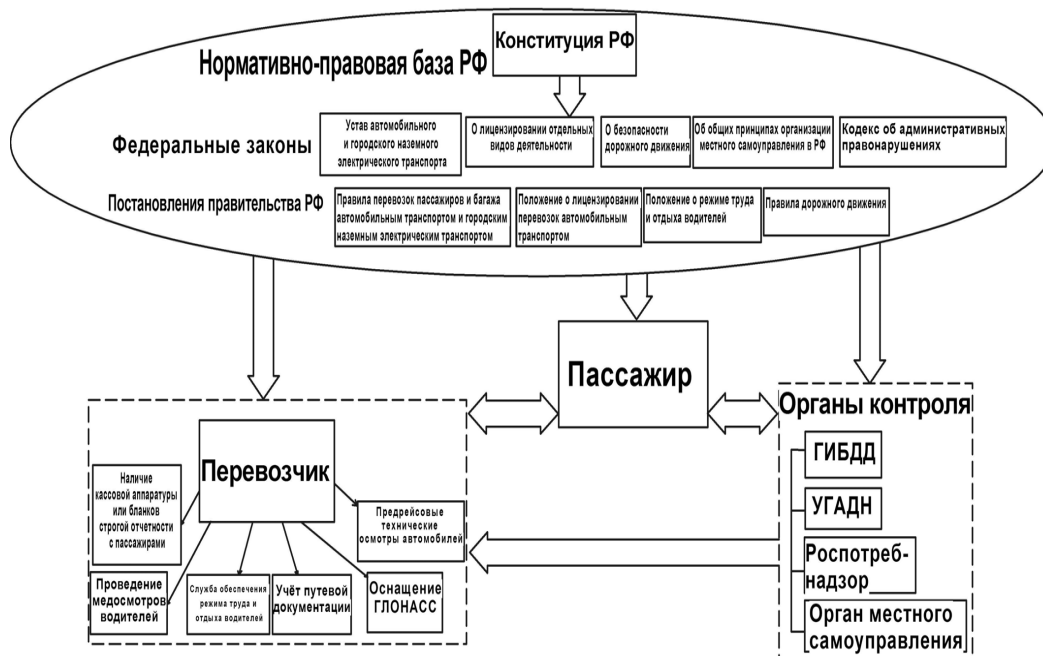 Конституция РФ
Нормативно-правовая база РФ
Федеральные законы
Устав автомобильного
и городского наземного
электрического транспорта
О лицензировании отдельных
видов деятельности
О безопасности
дорожного движения
Об общих принципах организации
местного самоуправления в РФ
Кодекс об административных
правонарушениях
Постановления правительства РФ
Правила перевозок пассажиров и багажа
автомобильным транспортом и городским
наземным электрическим транспортом
Положение о лицензировании
перевозок автомобильным
транспортом
Положение о режиме труда
и отдыха водителей
Правила дорожного движения
Пассажир
Перевозчик
Наличие
кассовой аппаратуры
или бланков
строгой отчетности
с пассажирами
Предрейсовые
технические
осмотры автомобилей
Проведение
медосмотров
водителей
Служба обеспечения
режима труда и
отдыха водителей
Учёт путевой
документации
Оснащение
ГЛОНАСС
Органы контроля
ГИБДД
УГАДН
Роспотреб-
надзор
Орган местного
самоуправления